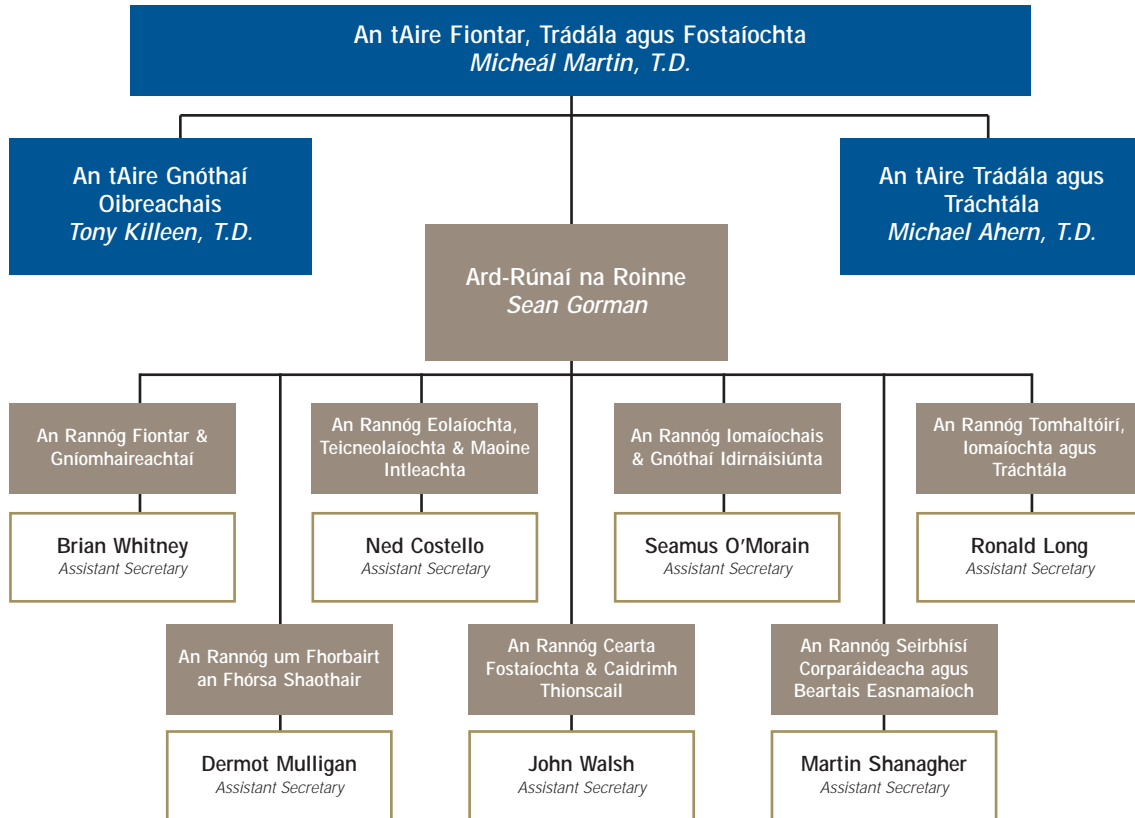 An tAire Fiontar, Trádála agus Fostaíochta
Micheál Martin, T.D.
An tAire Gnóthaí
Oibreachais
Tony Killeen, T.D.
An tAire Trádála agus
Tráchtála
Michael Ahern, T.D.
Ard-Rúnaí na Roinne
Sean Gorman
An Rannóg Fiontar &
Gníomhaireachtaí
Brian Whitney
Assistant Secretary
An Rannóg Eolaíochta,
Teicneolaíochta & Maoine
Intleachta
Ned Costello
Assistant Secretary
An Rannóg Iomaíochais
& Gnóthaí Idirnáisiúnta
Seamus O’Morain
Assistant Secretary
An Rannóg Tomhaltóirí,
Iomaíochta agus
Tráchtála
Ronald Long
Assistant Secretary
An Rannóg um Fhorbairt
an Fhórsa Shaothair
Dermot Mulligan
Assistant Secretary
An Rannóg Cearta
Fostaíochta & Caidrimh
Thionscail
John Walsh
Assistant Secretary
An Rannóg Seirbhísí
Corparáideacha agus
Beartais Easnamaíoch
Martin Shanagher
Assistant Secretary